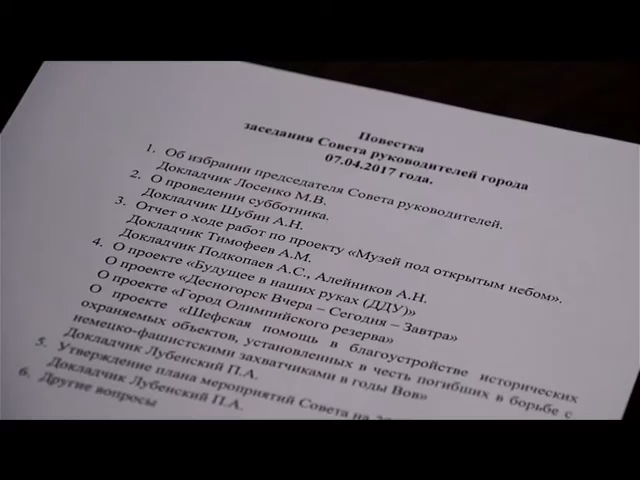 Повестка
заседания Совета руководителей города
07.04.2017 года.
1. Об избрании председателя Совета руководителей.
Докладчик Лосенко М.В.
2. О проведении субботника.
Докладчик Шубин А.Н.
3. Отчет о ходе работ по проекту «Музей под открытым небом».
Докладчик Тимофеев А.М.
Докладчик Подкопаев А.С., Алейников А.Н.
4. О проекте «Будущее в наших руках (ДДУ)»
О проекте «Десногорск Вчера – Сегодня – Завтра»
О проекте «Город Олимпийского резерва»
О проекте «Шефская помощь в благоустройстве исторических
охраняемых объектов, установленных в честь погибших в борьбе с
немецко-фашистскими захватчиками в годы Вов»
Докладчик Лубенский П.А.
5. Утверждение плана мероприятий Совета на
Докладчик Лубенский П.А.
6. Другие вопросы